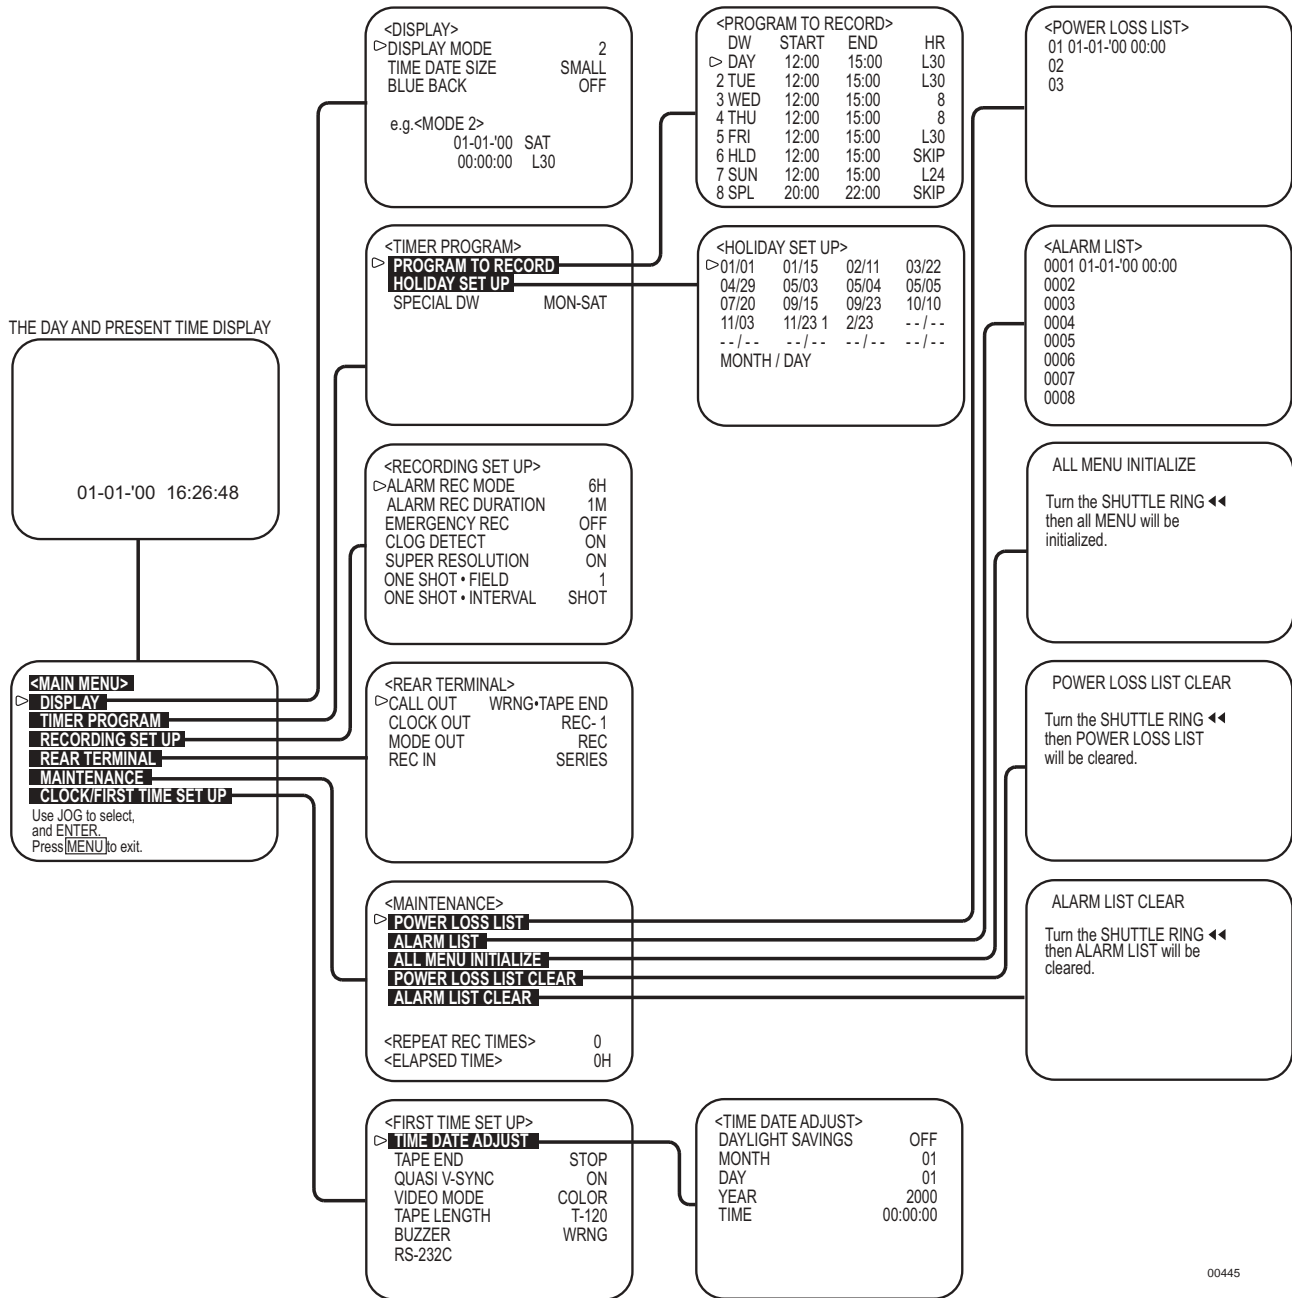 THE DAY AND PRESENT TIME DISPLAY
01-01-'00 16:26:48
<MAIN MENU>
DISPLAY
TIMER PROGRAM
RECORDING SET UP
REAR TERMINAL
MAINTENANCE
CLOCK/FIRST TIME SET UP
Use JOG to select,
and ENTER.
Press MENU to exit.
<DISPLAY>
DISPLAY MODE 2
TIME DATE SIZE SMALL
BLUE BACK OFF
e.g.<MODE 2>
01-01-'00 SAT
00:00:00 L30
<TIMER PROGRAM>
PROGRAM TO RECORD
HOLIDAY SET UP
SPECIAL DW MON-SAT
<RECORDING SET UP>
ALARM REC MODE 6H
ALARM REC DURATION 1M
EMERGENCY REC OFF
CLOG DETECT ON
SUPER RESOLUTION ON
ONE SHOT • FIELD 1
ONE SHOT • INTERVAL SHOT
<REAR TERMINAL>
CALL OUT WRNG•TAPE END
CLOCK OUT REC- 1
MODE OUT REC
REC IN SERIES
<MAINTENANCE>
POWER LOSS LIST
ALARM LIST
ALL MENU INITIALIZE
POWER LOSS LIST CLEAR
ALARM LIST CLEAR
<REPEAT REC TIMES> 0
<ELAPSED TIME> 0H
<FIRST TIME SET UP>
TIME DATE ADJUST
TAPE END STOP
QUASI V-SYNC ON
VIDEO MODE COLOR
TAPE LENGTH T-120
BUZZER WRNG
RS-232C
<PROGRAM TO RECORD>
DW START END HR
DAY 12:00 15:00 L30
2 TUE 12:00 15:00 L30
3 WED 12:00 15:00 8
4 THU 12:00 15:00 8
5 FRI 12:00 15:00 L30
6 HLD 12:00 15:00 SKIP
7 SUN 12:00 15:00 L24
8 SPL 20:00 22:00 SKIP
<HOLIDAY SET UP>
01/01 01/15 02/11 03/22
04/29 05/03 05/04 05/05
07/20 09/15 09/23 10/10
11/03 11/23 1 2/23 - - / - -
- - / - - - - / - - - - / - - - - / - -
MONTH / DAY
<TIME DATE ADJUST>
DAYLIGHT SAVINGS OFF
MONTH 01
DAY 01
YEAR 2000
TIME 00:00:00
<POWER LOSS LIST>
01 01-01-'00 00:00
02
03
<ALARM LIST>
0001 01-01-'00 00:00
0002
0003
0004
0005
0006
0007
0008
ALL MENU INITIALIZE
Turn the SHUTTLE RING
then all MENU will be
initialized.
POWER LOSS LIST CLEAR
Turn the SHUTTLE RING
then POWER LOSS LIST
will be cleared.
ALARM LIST CLEAR
Turn the SHUTTLE RING
then ALARM LIST will be
cleared.
00445